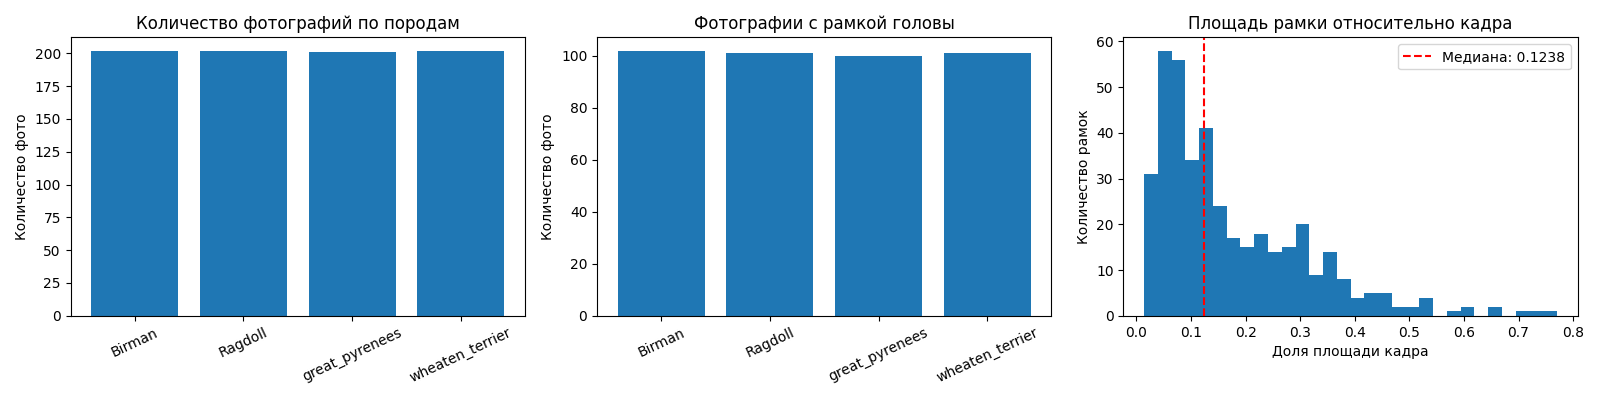 Количество фотографий по породам
Количество фото
200
175
150
125
100
75
50
25
0
Birman
Ragdoll
great_pyrenees
wheaten_terrier
Фотографии с рамкой головы
Количество фото
100
80
60
40
20
0
Birman
Ragdoll
great_pyrenees
wheaten_terrier
Площадь рамки относительно кадра
Количество рамок
60
50
40
30
20
10
0
Медиана: 0.1238
0.0 0.1 0.2 0.3 0.4 0.5 0.6 0.7 0.8
Доля площади кадра